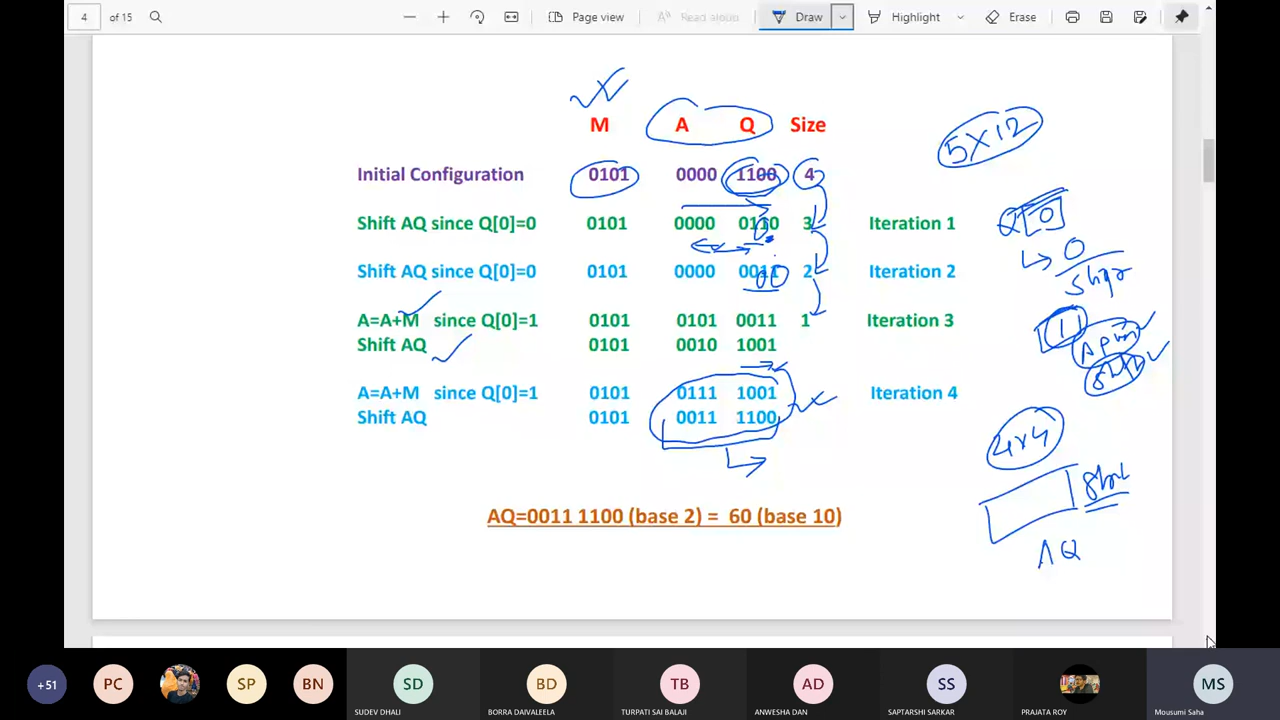 4 of 15 Page view Read aloud Draw Highlight Erase
M A Q Size
5X12
Initial Configuration 0101 0000 1100 4
Shift AQ since Q[0]=0 0101 0000 0110 3 Iteration 1
Q 0
0
Shift AQ since Q[0]=0 0101 0000 0011 2 Iteration 2
A=A+M since Q[0]=1 0101 0101 0011 1 Iteration 3
1
Shift AQ 0101 0010 1001
A=A+M since Q[0]=1 0101 0111 1001 Iteration 4
Shift AQ 0101 0011 1100
4x4
AQ=0011 1100 (base 2) = 60 (base 10)
AQ
+51 PC SP BN SD BD TB AD SS MS
SUDEV DHALI BORRA DAIVALEELA TURPATI SAI BALAJI ANWESHA DAN SAPTARSHI SARKAR PRAJATA ROY Mousumi Saha